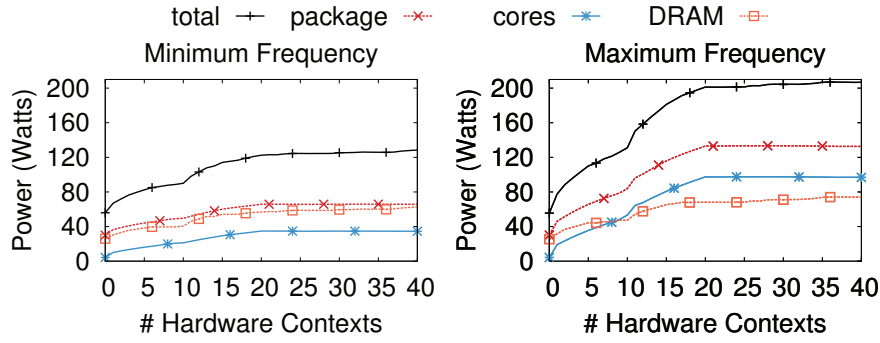 total package cores DRAM
Minimum Frequency Maximum Frequency
Power (Watts)
200
160
120
80
40
0
0 5 10 15 20 25 30 35 40
# Hardware Contexts
Power (Watts)
200
160
120
80
40
0
0 5 10 15 20 25 30 35 40
# Hardware Contexts